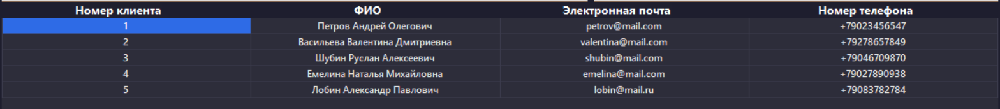 Номер клиента ФИО Электронная почта Номер телефона
1 Петров Андрей Олегович petrov@mail.com +79023456547
2 Васильева Валентина Дмитриевна valentina@mail.com +79278657849
3 Шубин Руслан Алексеевич shubin@mail.com +79046709870
4 Емелина Наталья Михайловна emelina@mail.com +79027890938
5 Лобин Александр Павлович lobin@mail.ru +79083782784